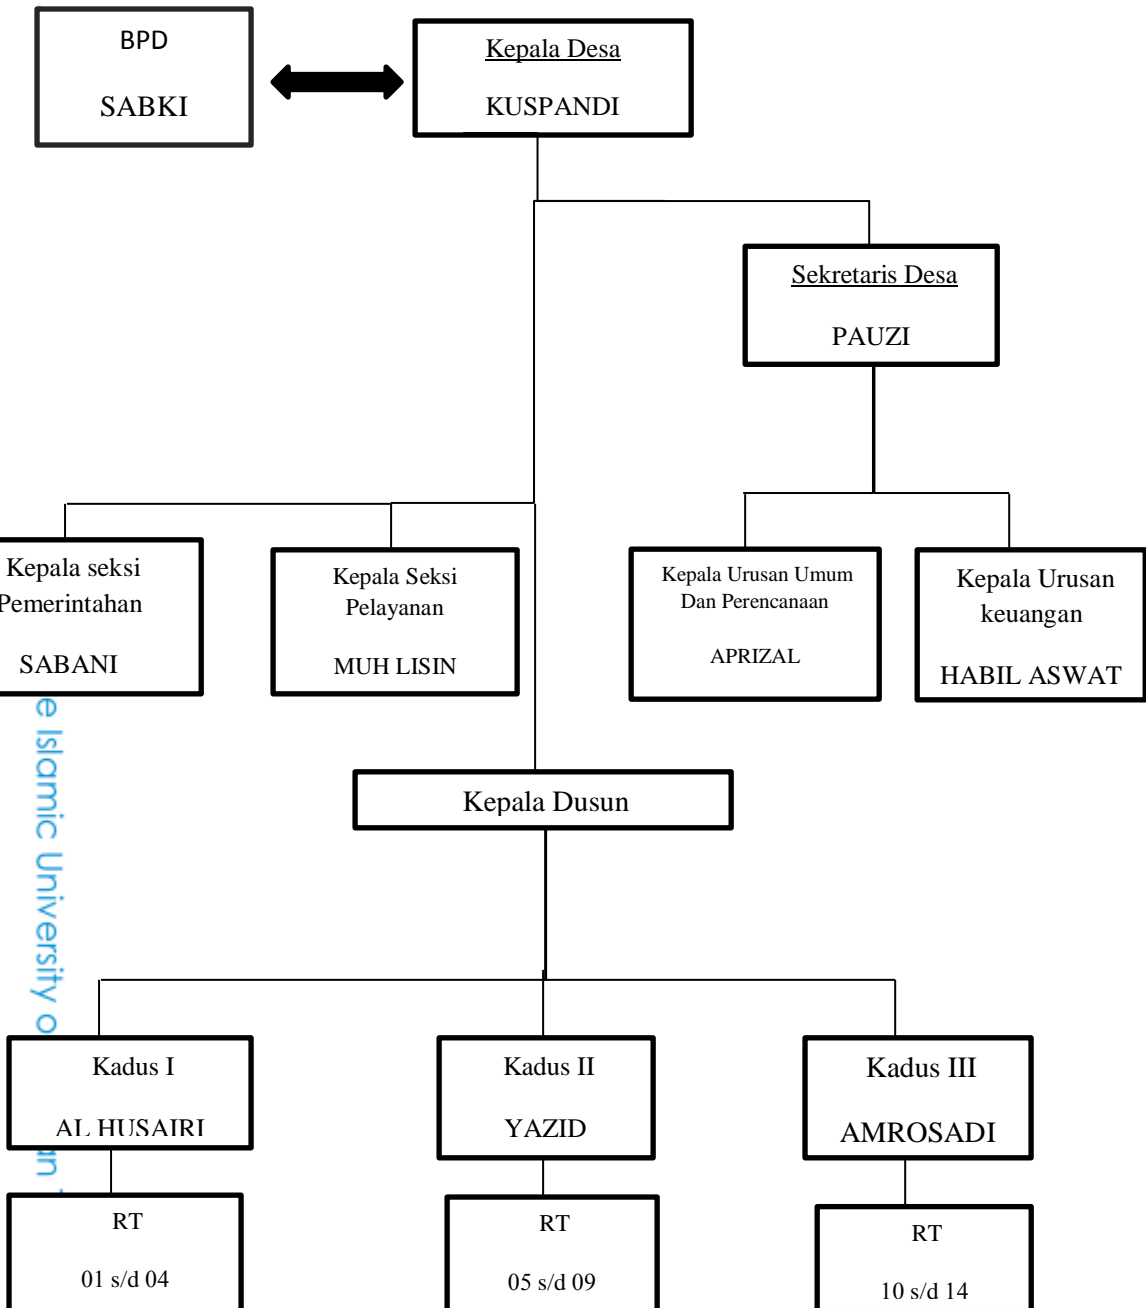 BPD
SABKI
Kepala Desa
KUSPANDI
Sekretaris Desa
PAUZI
Kepala seksi
Pemerintahan
SABANI
Kepala Seksi
Pelayanan
MUH LISIN
Kepala Urusan Umum
Dan Perencanaan
APRIZAL
Kepala Urusan
keuangan
HABIL ASWAT
e Islamic University o
Kepala Dusun
Kadus I
AL HUSAIRI
Kadus II
YAZID
Kadus III
AMROSADI
RT
01 s/d 04
RT
05 s/d 09
RT
10 s/d 14